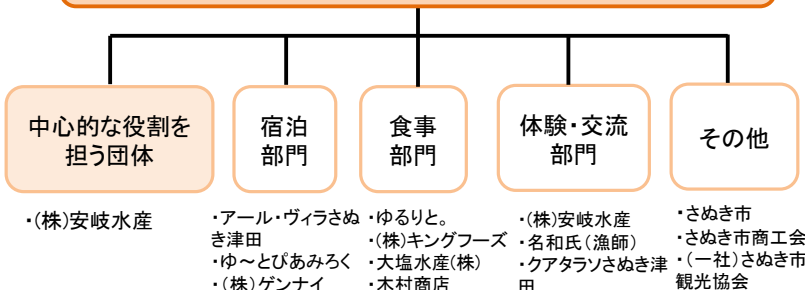 中心的な役割を
担う団体
宿泊
部門
食事
部門
体験・交流
部門
その他
・(株)安岐水産
・アール・ヴィラさぬ
き津田
・ゆ～とぴあみろく
・(株)ゲンナイ
・ゆるりと。
・(株)キングフーズ
・大塩水産(株)
・木村商店
・(株)安岐水産
・名和氏(漁師)
・クアタラソさぬき津
田
・さぬき市
・さぬき市商工会
・(一社)さぬき市
観光協会